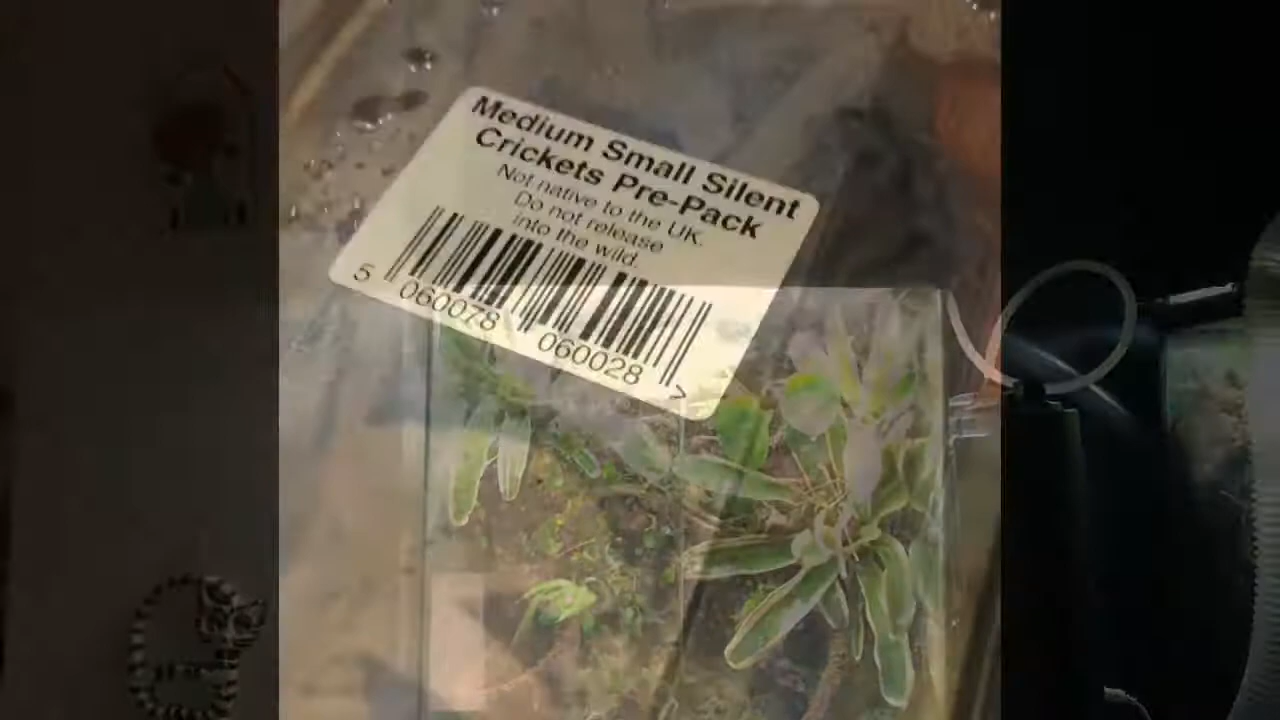 Medium Small Silent
Crickets Pre-Pack
Not native to the UK.
Do not release
into the wild.
5 060078 060028 >